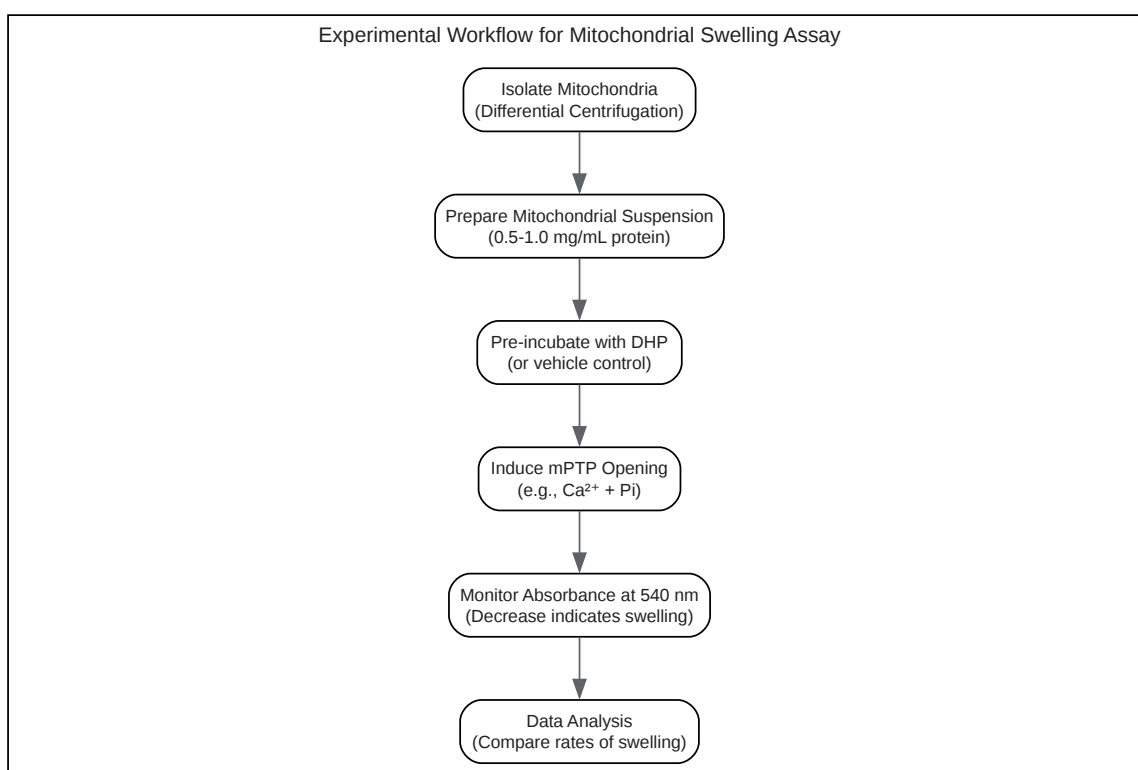 Experimental Workflow for Mitochondrial Swelling Assay
Isolate Mitochondria
(Differential Centrifugation)
Prepare Mitochondrial Suspension
(0.5-1.0 mg/mL protein)
Pre-incubate with DHP
(or vehicle control)
Induce mPTP Opening
(e.g., Ca²⁺ + Pi)
Monitor Absorbance at 540 nm
(Decrease indicates swelling)
Data Analysis
(Compare rates of swelling)